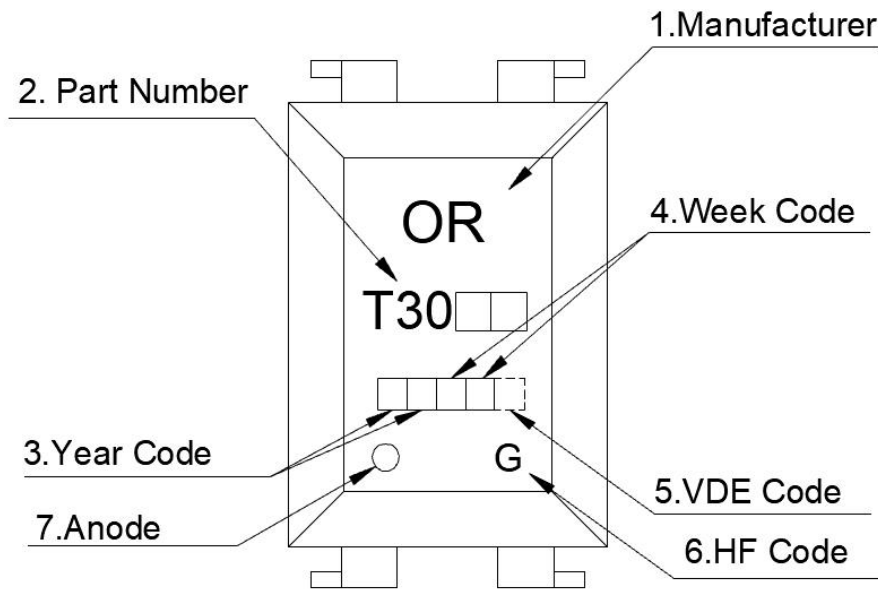 1.Manufacturer
2. Part Number
OR
4.Week Code
T30
3.Year Code
G
5.VDE Code
7.Anode
6.HF Code